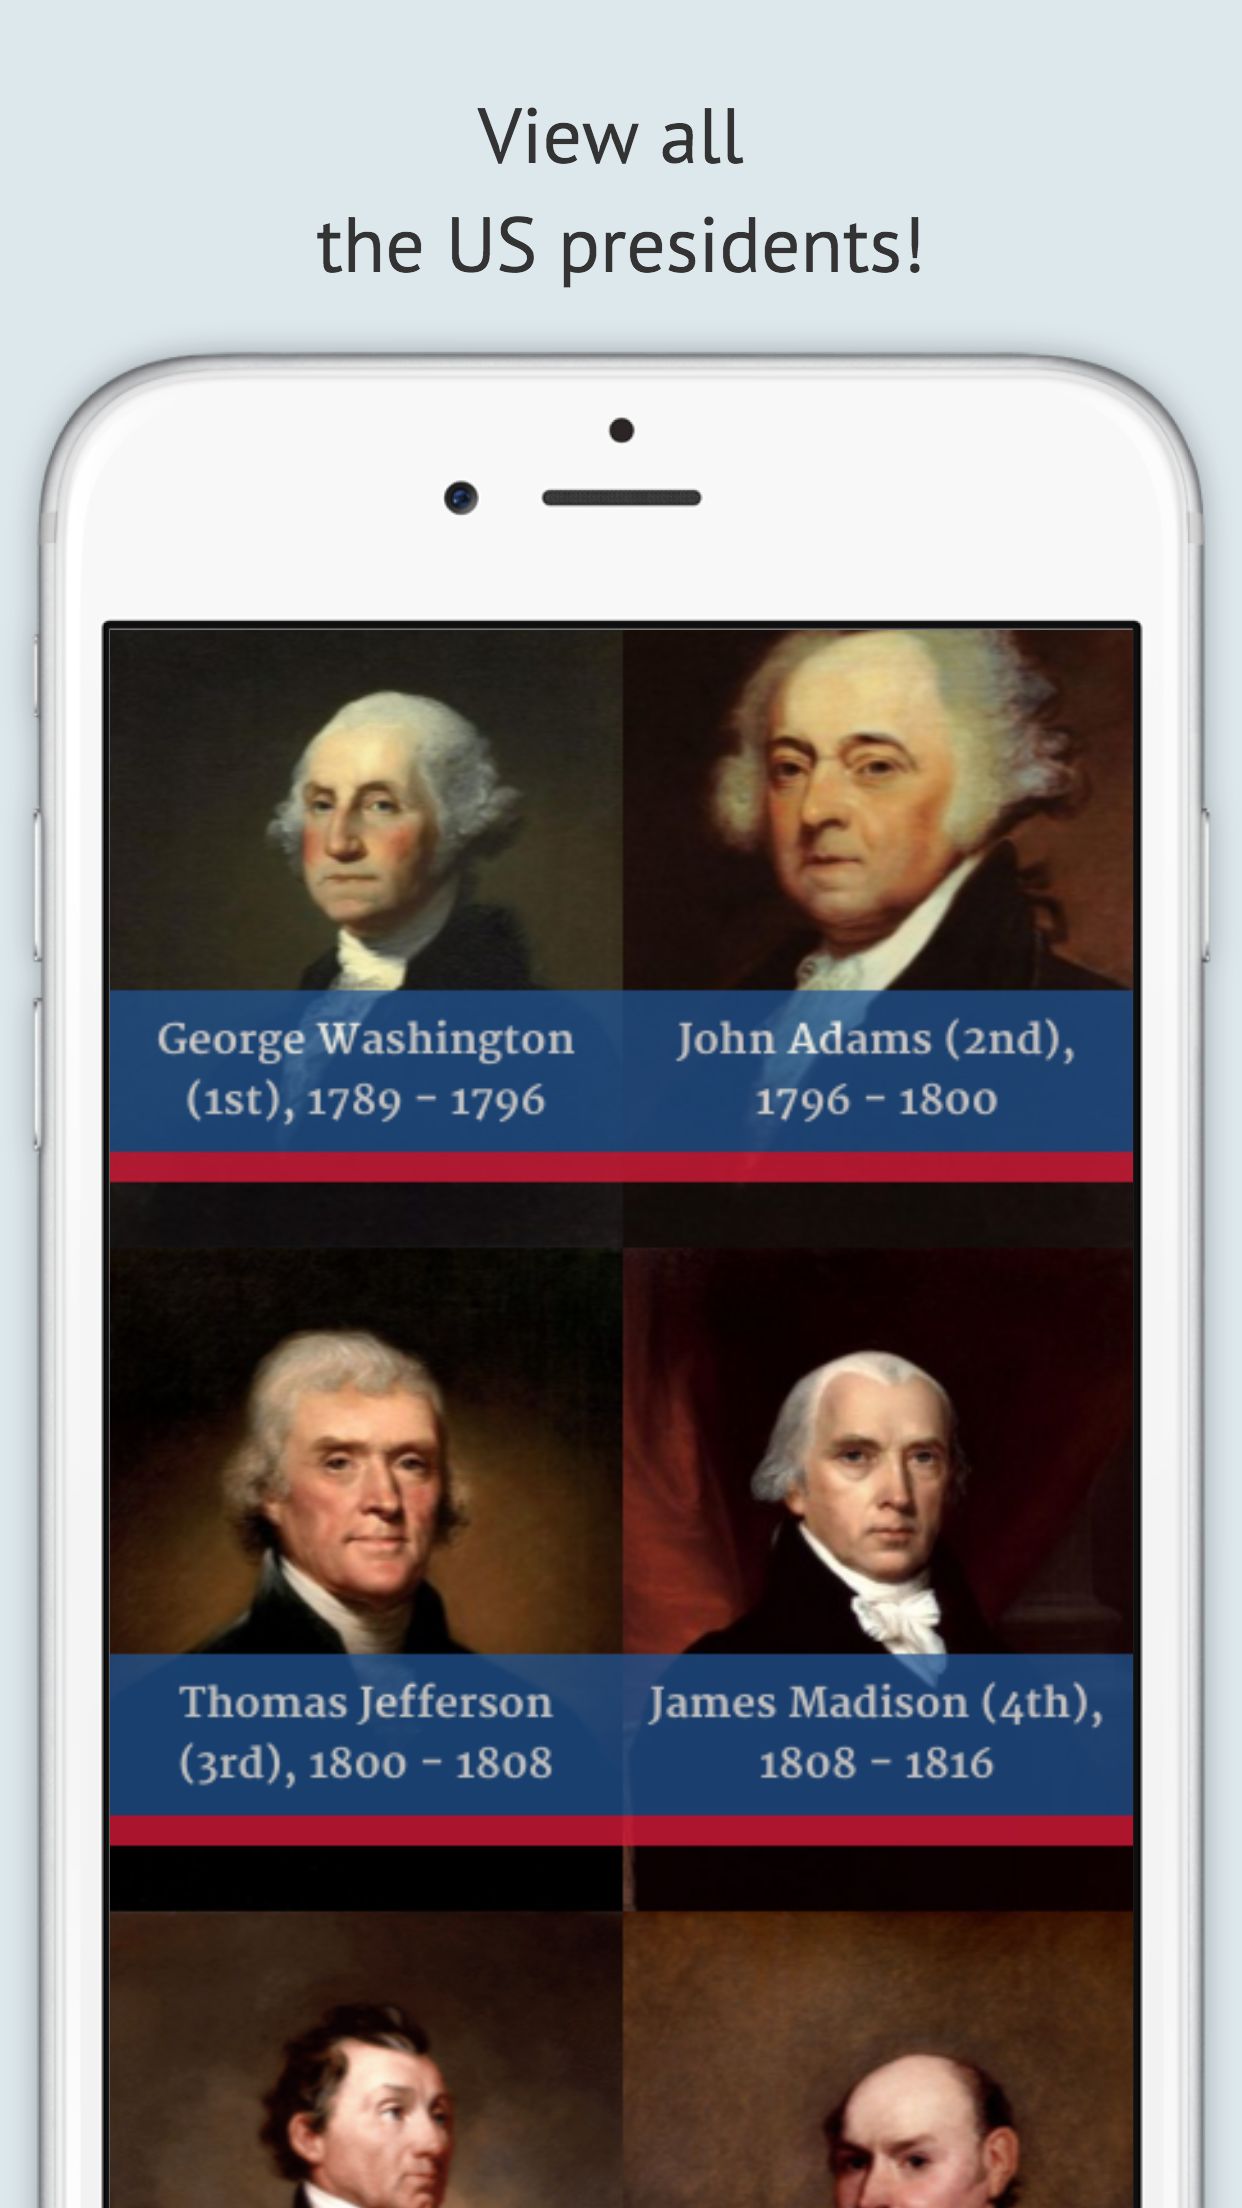 View all
the US presidents!
George Washington
(1st), 1789 – 1796
John Adams (2nd),
1796 – 1800
Thomas Jefferson
(3rd), 1800 – 1808
James Madison (4th),
1808 – 1816